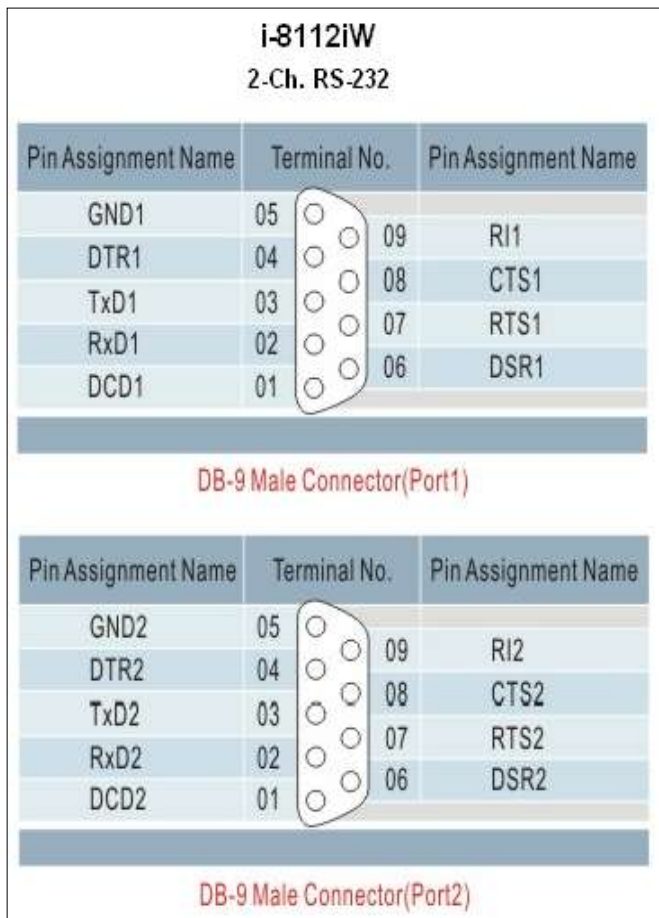 i-8112iW
2-Ch. RS-232
Pin Assignment Name Terminal No. Pin Assignment Name
GND1 05
09 RI1
DTR1 04
08 CTS1
TxD1 03
07 RTS1
RxD1 02
06 DSR1
DCD1 01
DB-9 Male Connector(Port1)
Pin Assignment Name Terminal No. Pin Assignment Name
GND2 05
09 RI2
DTR2 04
08 CTS2
TxD2 03
07 RTS2
RxD2 02
06 DSR2
DCD2 01
DB-9 Male Connector(Port2)